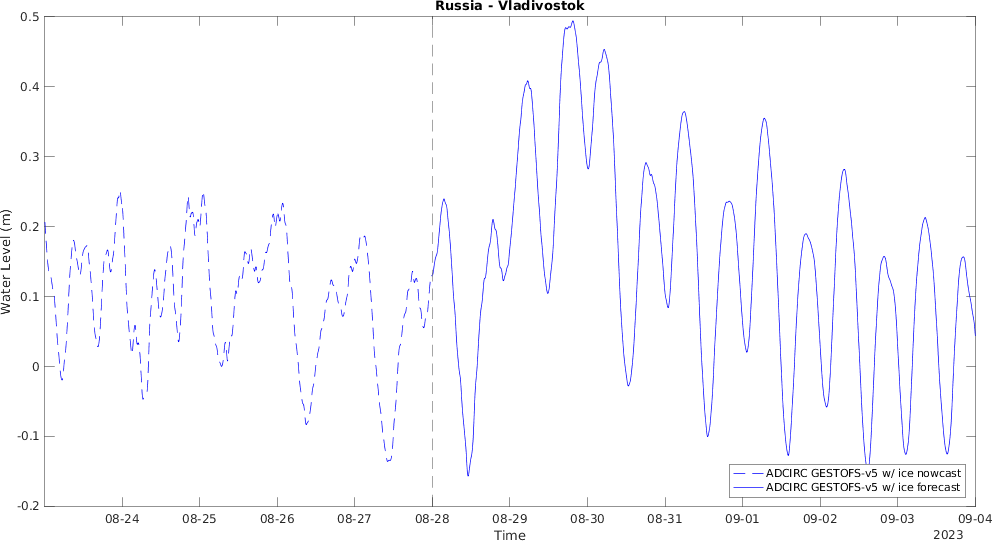 Russia - Vladivostok
Water Level (m)
0.5
0.4
0.3
0.2
0.1
0
-0.1
-0.2
ADCIRC GESTOFS-v5 w/ ice nowcast
ADCIRC GESTOFS-v5 w/ ice forecast
08-24 08-25 08-26 08-27 08-28 08-29 08-30 08-31 09-01 09-02 09-03 09-04
Time
2023